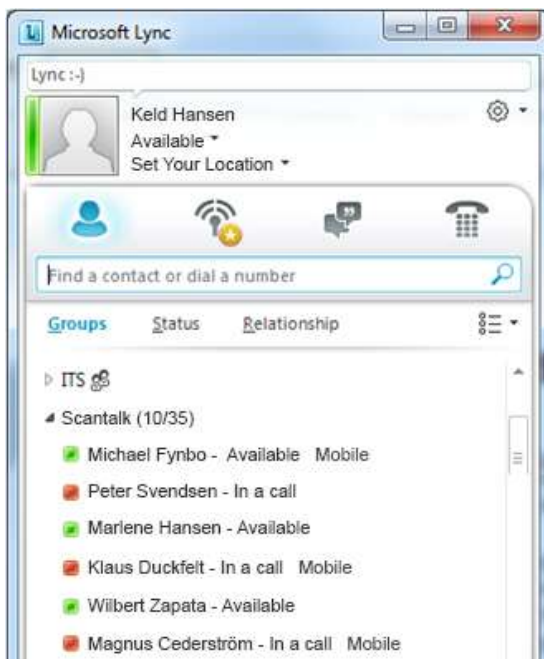 Microsoft Lync
Lync :-)
Keld Hansen
Available
Set Your Location
Find a contact or dial a number
Groups Status Relationship
ITS
Scantalk (10/35)
Michael Fynbo - Available Mobile
Peter Svendsen - In a call
Marlene Hansen - Available
Klaus Duckfelt - In a call Mobile
Wilbert Zapata - Available
Magnus Cederström - In a call Mobile